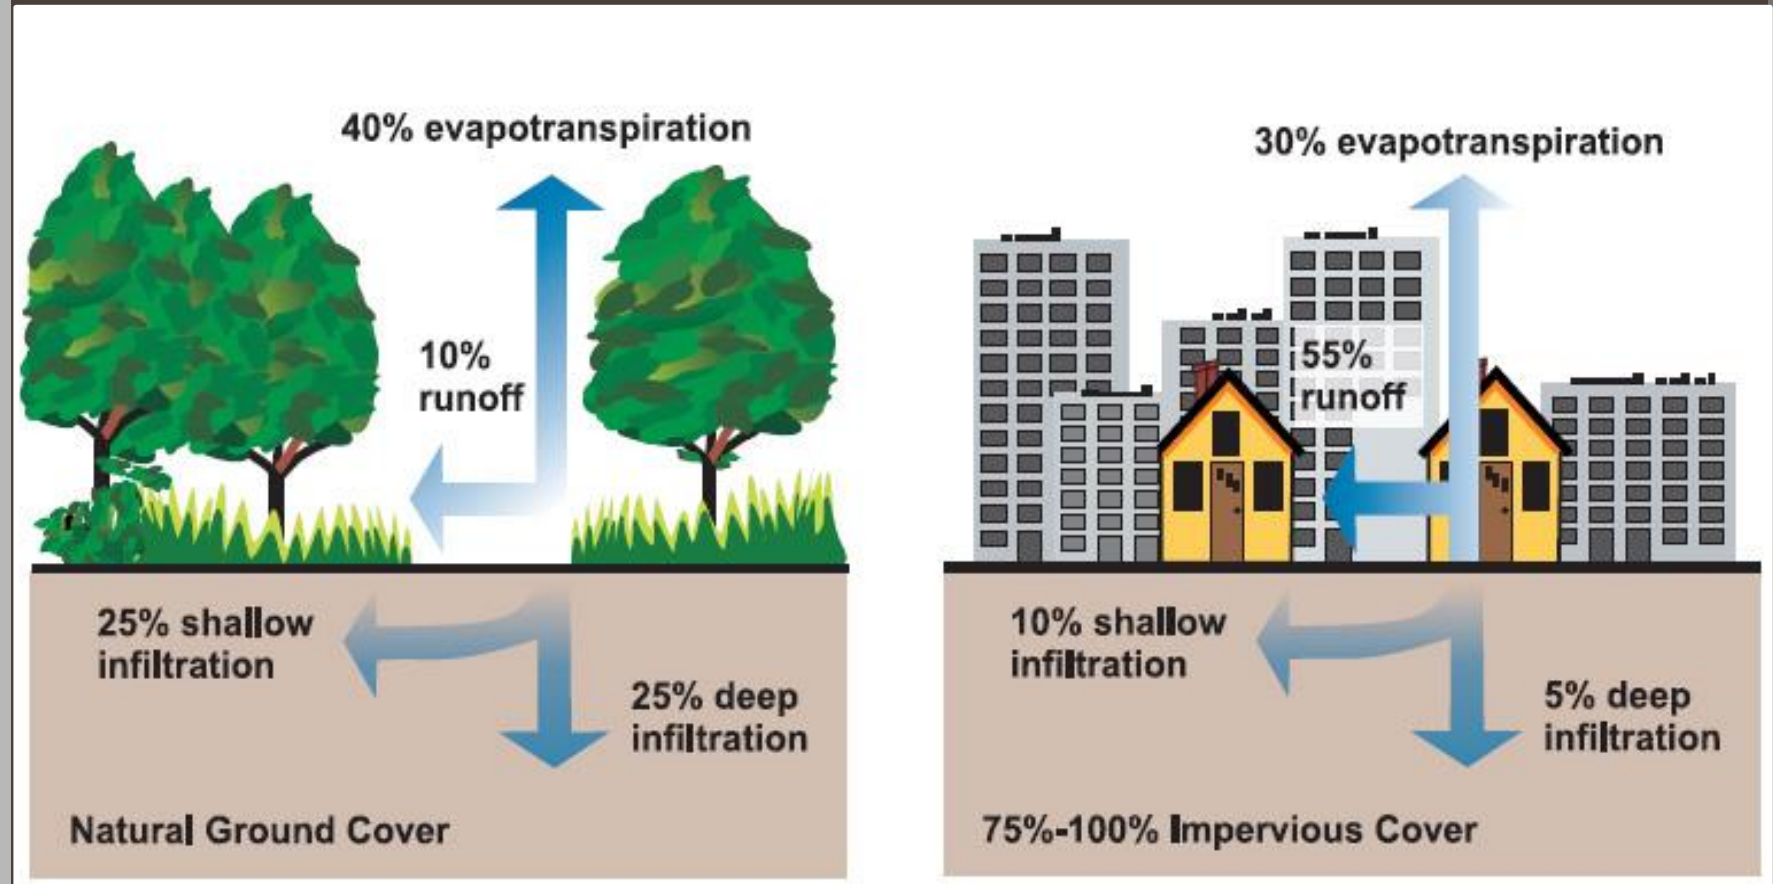 40% evapotranspiration
10%
runoff
25% shallow
infiltration
25% deep
infiltration
Natural Ground Cover
30% evapotranspiration
55%
runoff
10% shallow
infiltration
5% deep
infiltration
75%-100% Impervious Cover